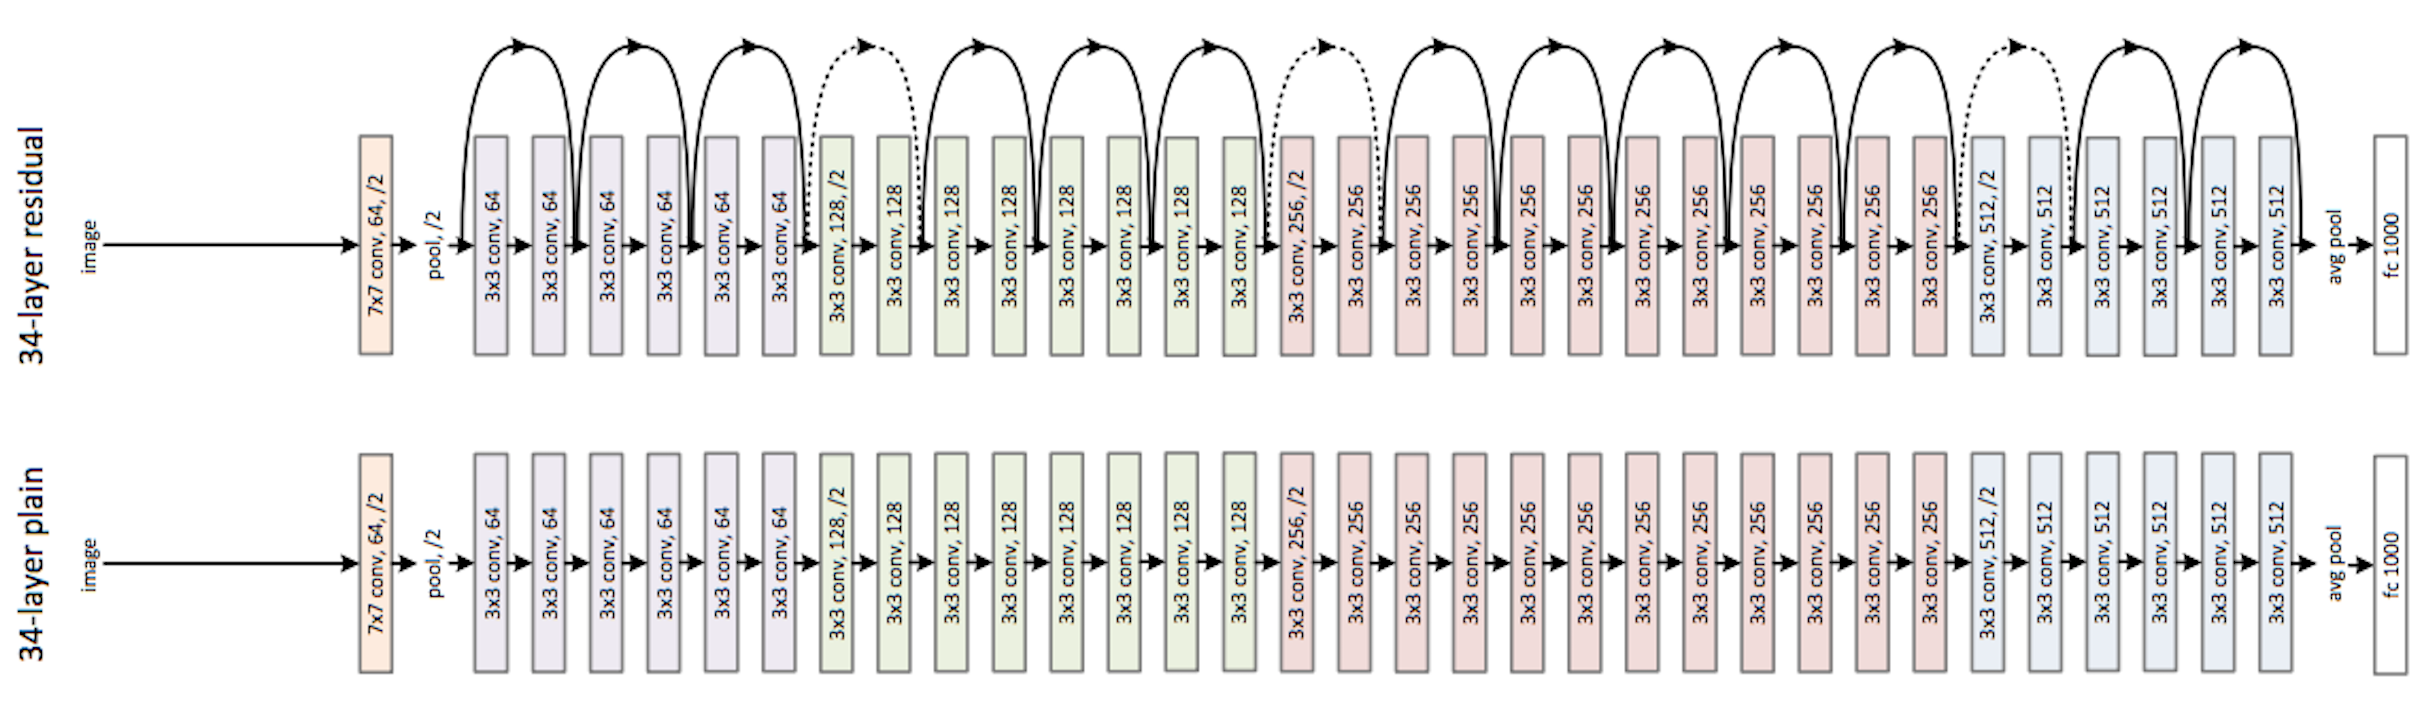 34-layer residual
image
7x7 conv, 64, /2
pool, /2
3x3 conv, 64
3x3 conv, 64
3x3 conv, 64
3x3 conv, 64
3x3 conv, 64
3x3 conv, 64
3x3 conv, 128, /2
3x3 conv, 128
3x3 conv, 128
3x3 conv, 128
3x3 conv, 128
3x3 conv, 128
3x3 conv, 128
3x3 conv, 128
3x3 conv, 256, /2
3x3 conv, 256
3x3 conv, 256
3x3 conv, 256
3x3 conv, 256
3x3 conv, 256
3x3 conv, 256
3x3 conv, 256
3x3 conv, 256
3x3 conv, 256
3x3 conv, 256
3x3 conv, 256
3x3 conv, 512, /2
3x3 conv, 512
3x3 conv, 512
3x3 conv, 512
3x3 conv, 512
3x3 conv, 512
avg pool
fc 1000
34-layer plain
image
7x7 conv, 64, /2
pool, /2
3x3 conv, 64
3x3 conv, 64
3x3 conv, 64
3x3 conv, 64
3x3 conv, 64
3x3 conv, 64
3x3 conv, 128, /2
3x3 conv, 128
3x3 conv, 128
3x3 conv, 128
3x3 conv, 128
3x3 conv, 128
3x3 conv, 128
3x3 conv, 128
3x3 conv, 256, /2
3x3 conv, 256
3x3 conv, 256
3x3 conv, 256
3x3 conv, 256
3x3 conv, 256
3x3 conv, 256
3x3 conv, 256
3x3 conv, 256
3x3 conv, 256
3x3 conv, 256
3x3 conv, 256
3x3 conv, 512, /2
3x3 conv, 512
3x3 conv, 512
3x3 conv, 512
3x3 conv, 512
3x3 conv, 512
avg pool
fc 1000